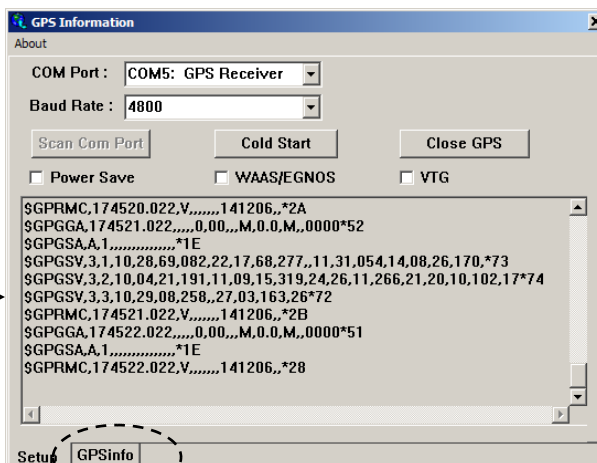 GPS Information
About
COM Port : COM5: GPS Receiver
Baud Rate : 4800
Scan Com Port Cold Start Close GPS
Power Save WAAS/EGNOS VTG
$GPRMC,174520.022,V,,,,,,,141206,,*2A
$GPGGA,174521.022,,,,,0,00,,,M,0.0,M,,0000*52
$GPGSA,A,1,,,,,,,,,,,,,,,*1E
$GPGSV,3,1,10,28,69,082,22,17,68,277,,11,31,054,14,08,26,170,*73
$GPGSV,3,2,10,04,21,191,11,09,15,319,24,26,11,266,21,20,10,102,17*74
$GPGSV,3,3,10,29,08,258,,27,03,163,26*72
$GPRMC,174521.022,V,,,,,,,141206,,*2B
$GPGGA,174522.022,,,,,0,00,,,M,0.0,M,,0000*51
$GPGSA,A,1,,,,,,,,,,,,,,,*1E
$GPRMC,174522.022,V,,,,,,,141206,,*28
Setup GPSinfo